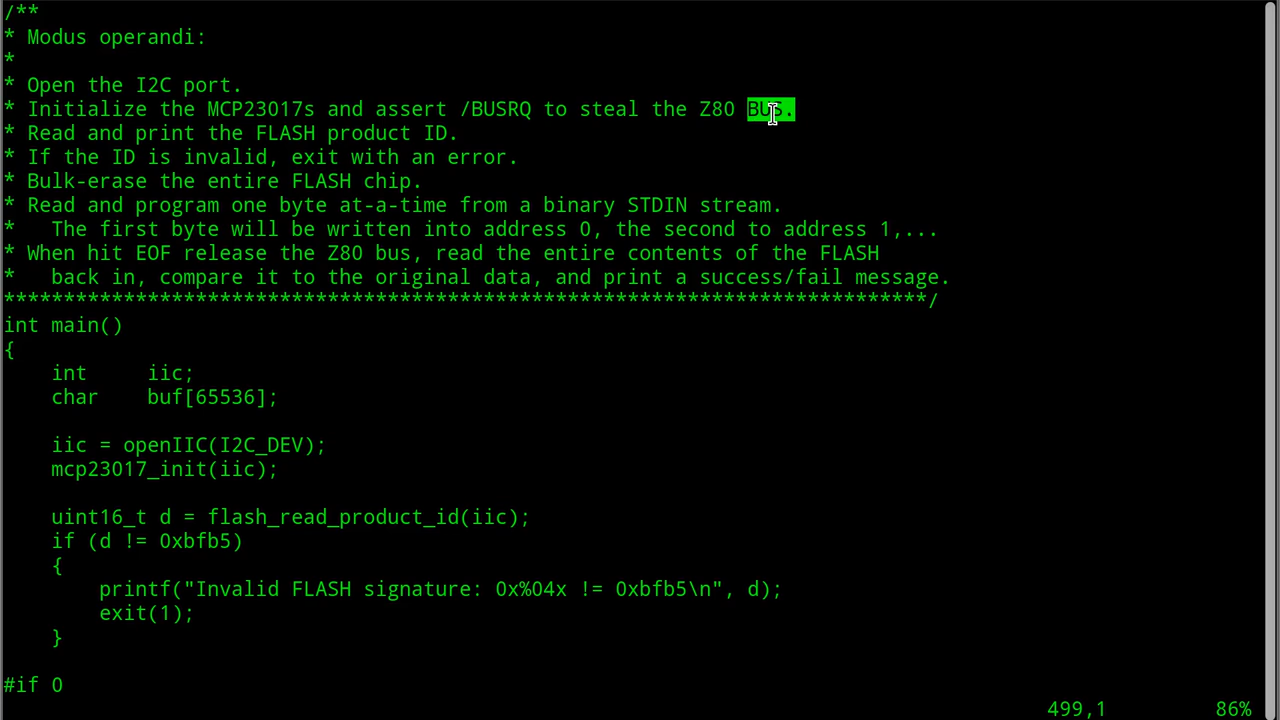 /**
* Modus operandi:
*
* Open the I2C port.
* Initialize the MCP23017s and assert /BUSRQ to steal the Z80 BUS.
* Read and print the FLASH product ID.
* If the ID is invalid, exit with an error.
* Bulk-erase the entire FLASH chip.
* Read and program one byte at-a-time from a binary STDIN stream.
*   The first byte will be written into address 0, the second to address 1,...
* When hit EOF release the Z80 bus, read the entire contents of the FLASH
*   back in, compare it to the original data, and print a success/fail message.
*****************************************************************************/
int main()
{
    int     iic;
    char    buf[65536];

    iic = openIIC(I2C_DEV);
    mcp23017_init(iic);

    uint16_t d = flash_read_product_id(iic);
    if (d != 0xbfb5)
    {
        printf("Invalid FLASH signature: 0x%04x != 0xbfb5\n", d);
        exit(1);
    }

#if 0
499,1 86%